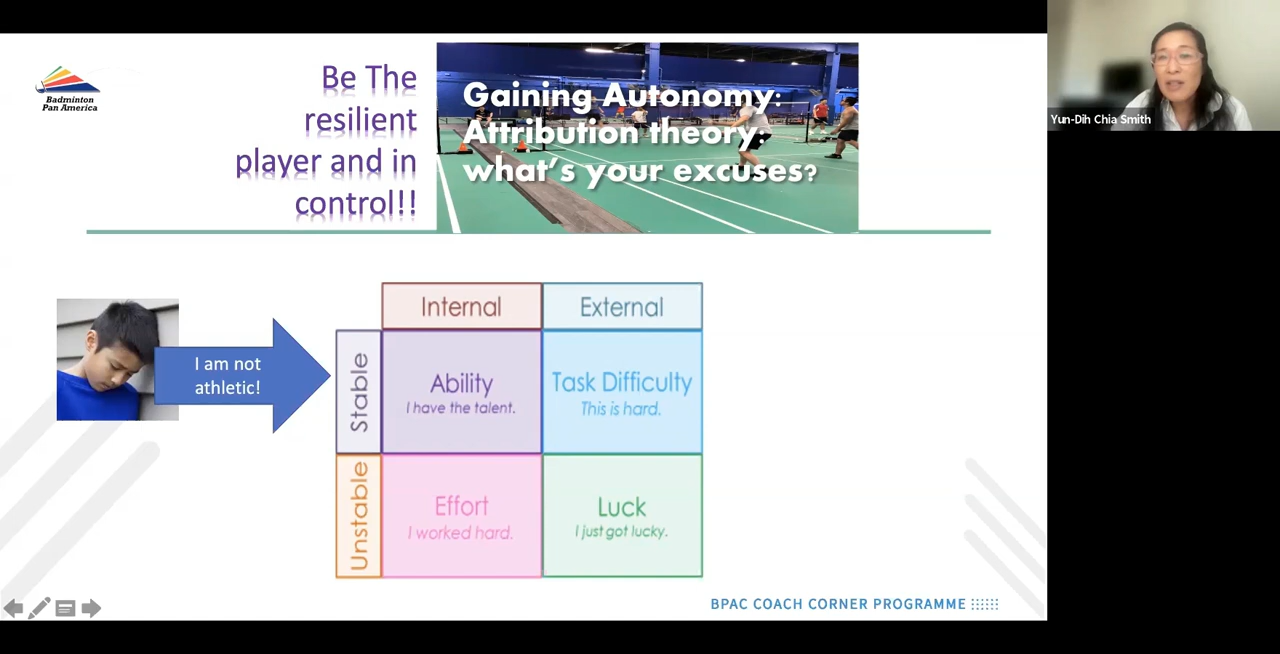 Badminton
Pan America
Be The
resilient
player and in
control!!
Gaining Autonomy:
Attribution theory:
what's your excuses?
Yun-Dih Chia Smith
I am not
athletic!
Internal
External
Stable
Ability
I have the talent.
Task Difficulty
This is hard.
Unstable
Effort
I worked hard.
Luck
I just got lucky.
BPAC COACH CORNER PROGRAMME